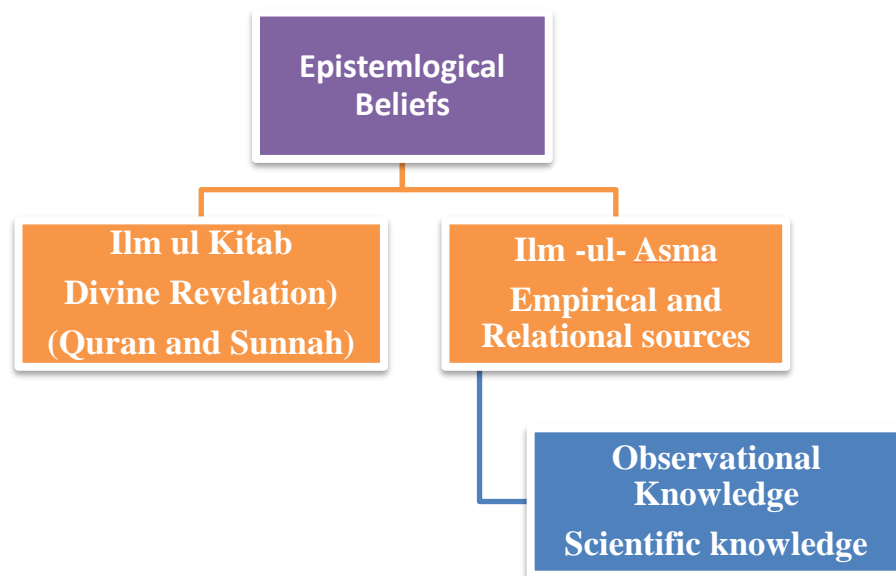 Epistemlogical
Beliefs
Ilm ul Kitab
Divine Revelation)
(Quran and Sunnah)
Ilm -ul- Asma
Empirical and
Relational sources
Observational
Knowledge
Scientific knowledge